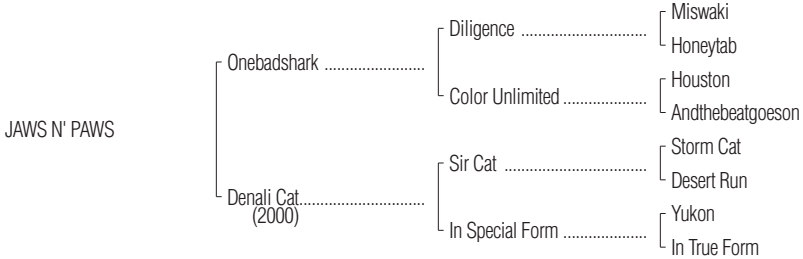 Miswaki
Diligence ................................
Honeytab
Onebadshark .........................
Houston
Color Unlimited .....................
Andthebeatgoeson
JAWS N' PAWS
Storm Cat
Sir Cat ....................................
Desert Run
Denali Cat................................
(2000)
Yukon
In Special Form .....................
In True Form